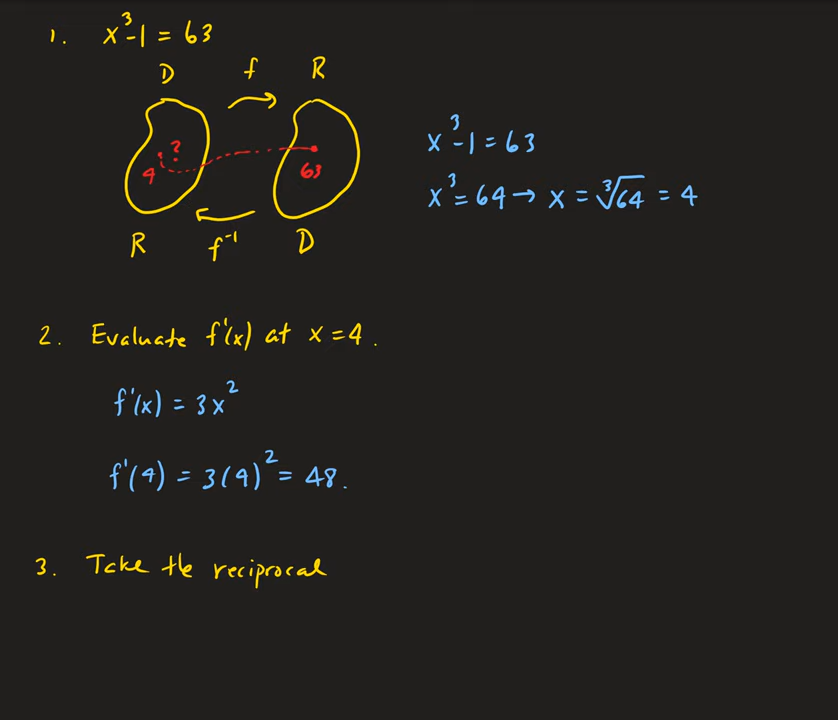 1. x³-1 = 63
D f R
?
4 63
R f⁻¹ D
x³-1 = 63
x³ = 64 → x = ∛64 = 4
2. Evaluate f'(x) at x = 4.
f'(x) = 3x²
f'(4) = 3(4)² = 48.
3. Take the reciprocal